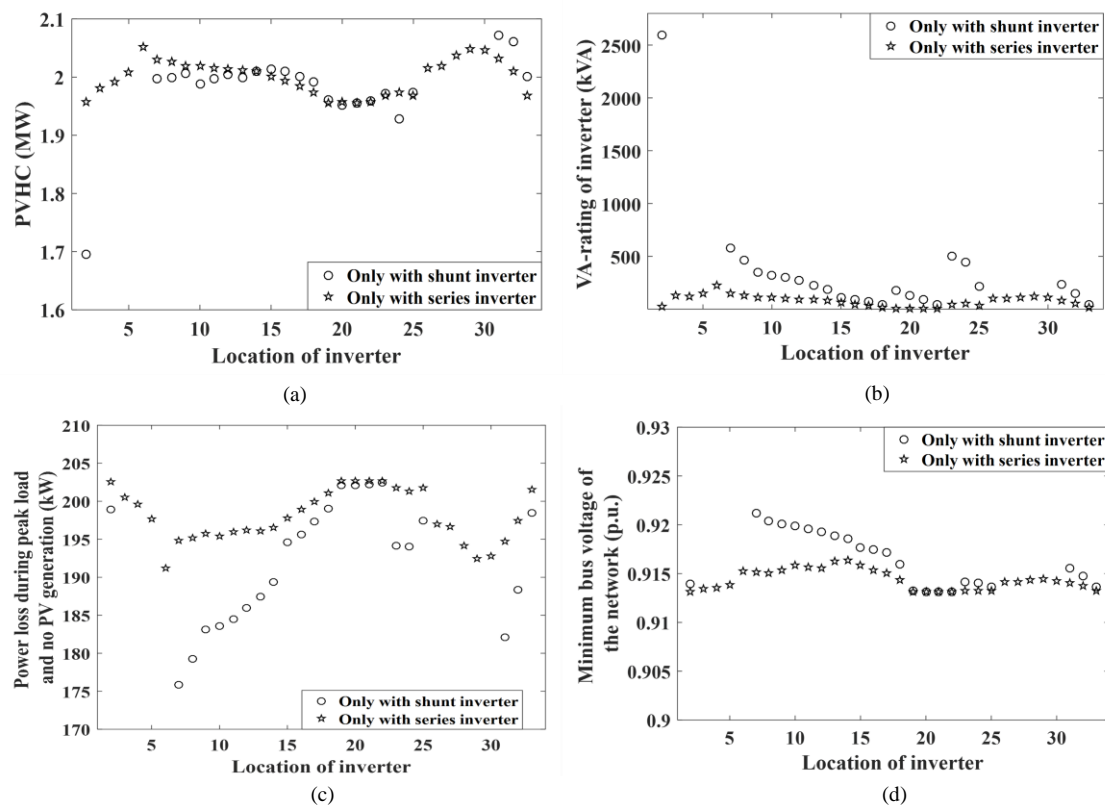 2.1
2
1.9
1.8
1.7
1.6
PVHC (MW)
5 10 15 20 25 30
Location of inverter
Only with shunt inverter
Only with series inverter
(a)
2500
2000
1500
1000
500
VA-rating of inverter (kVA)
5 10 15 20 25 30
Location of inverter
Only with shunt inverter
Only with series inverter
(b)
210
205
200
195
190
185
180
175
170
Power loss during peak load
and no PV generation (kW)
5 10 15 20 25 30
Location of inverter
Only with shunt inverter
Only with series inverter
(c)
0.93
0.925
0.92
0.915
0.91
0.905
0.9
Minimum bus voltage of
the network (p.u.)
5 10 15 20 25 30
Location of inverter
Only with shunt inverter
Only with series inverter
(d)